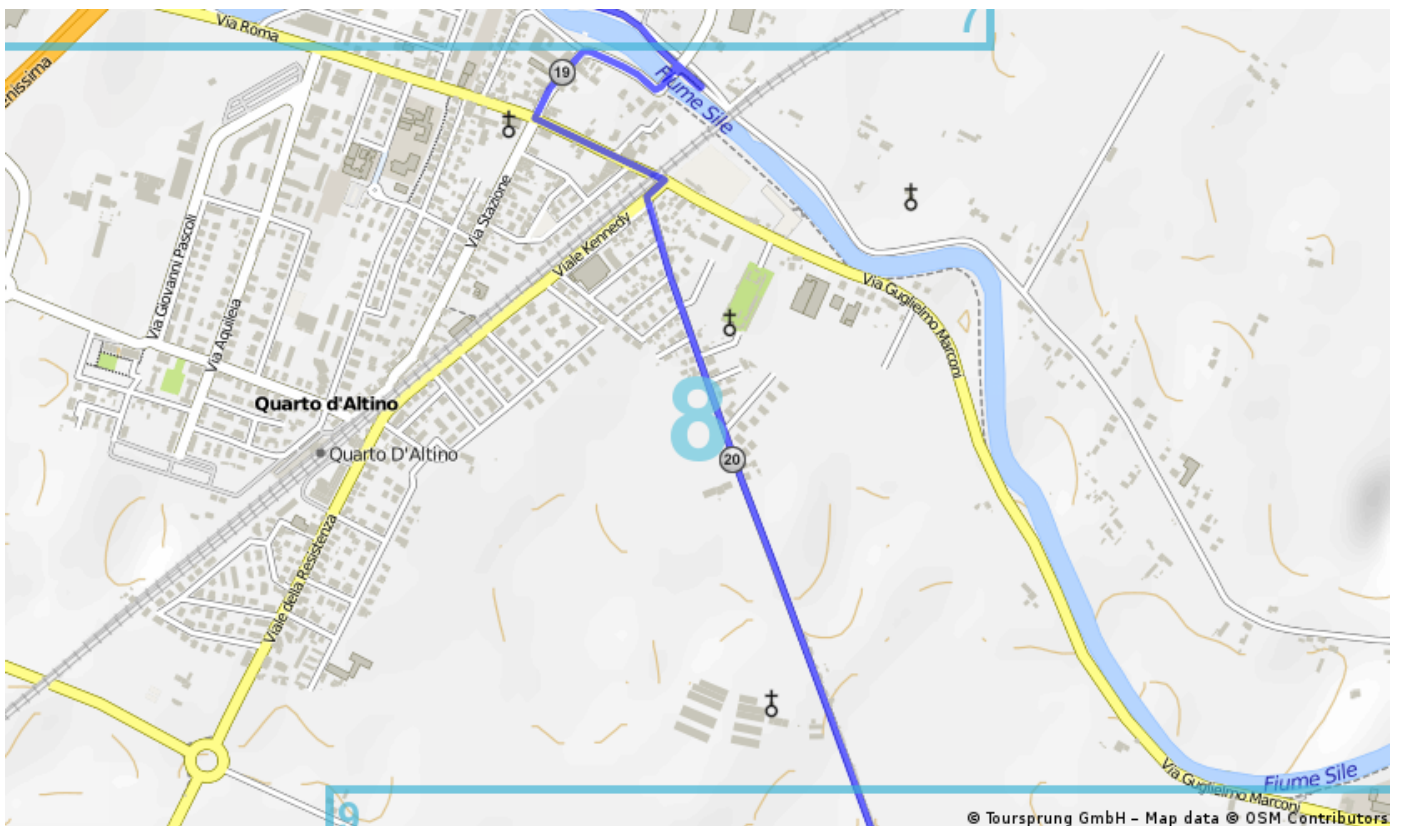 7
Via Roma
enissima
19
Fiume Sile
Via Stazione
Viale Kennedy
Via Giovanni Pascoli
Via Aquileia
Via Guglielmo Marconi
Quarto d'Altino
8
Quarto D'Altino
20
Viale della Resistenza
Via Guglielmo Marconi
Fiume Sile
9
© Toursprung GmbH – Map data © OSM Contributors